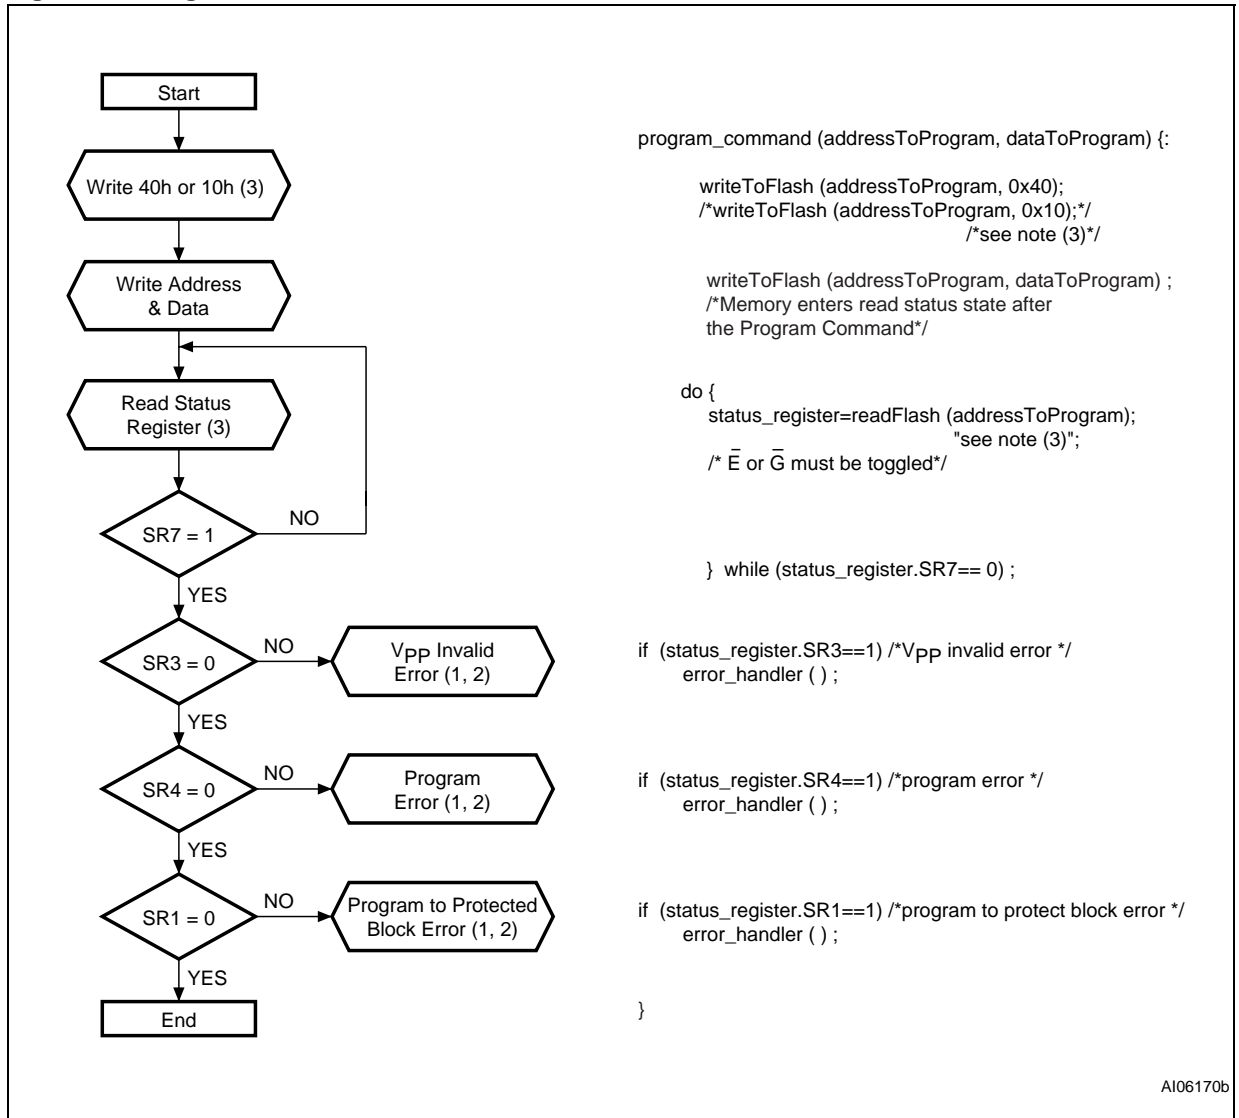 Start
Write 40h or 10h (3)
Write Address
& Data
Read Status
Register (3)
SR7 = 1
NO
YES
SR3 = 0
NO
VPP Invalid
Error (1, 2)
YES
SR4 = 0
NO
Program
Error (1, 2)
YES
SR1 = 0
NO
Program to Protected
Block Error (1, 2)
YES
End
program_command (addressToProgram, dataToProgram) {:
writeToFlash (addressToProgram, 0x40);
/*writeToFlash (addressToProgram, 0x10);*/
/*see note (3)*/
writeToFlash (addressToProgram, dataToProgram) ;
/*Memory enters read status state after
the Program Command*/
do {
status_register=readFlash (addressToProgram);
"see note (3)";
/* E̅ or G̅ must be toggled*/
} while (status_register.SR7== 0) ;
if (status_register.SR3==1) /*VPP invalid error */
error_handler ( ) ;
if (status_register.SR4==1) /*program error */
error_handler ( ) ;
if (status_register.SR1==1) /*program to protect block error */
error_handler ( ) ;
}
AI06170b